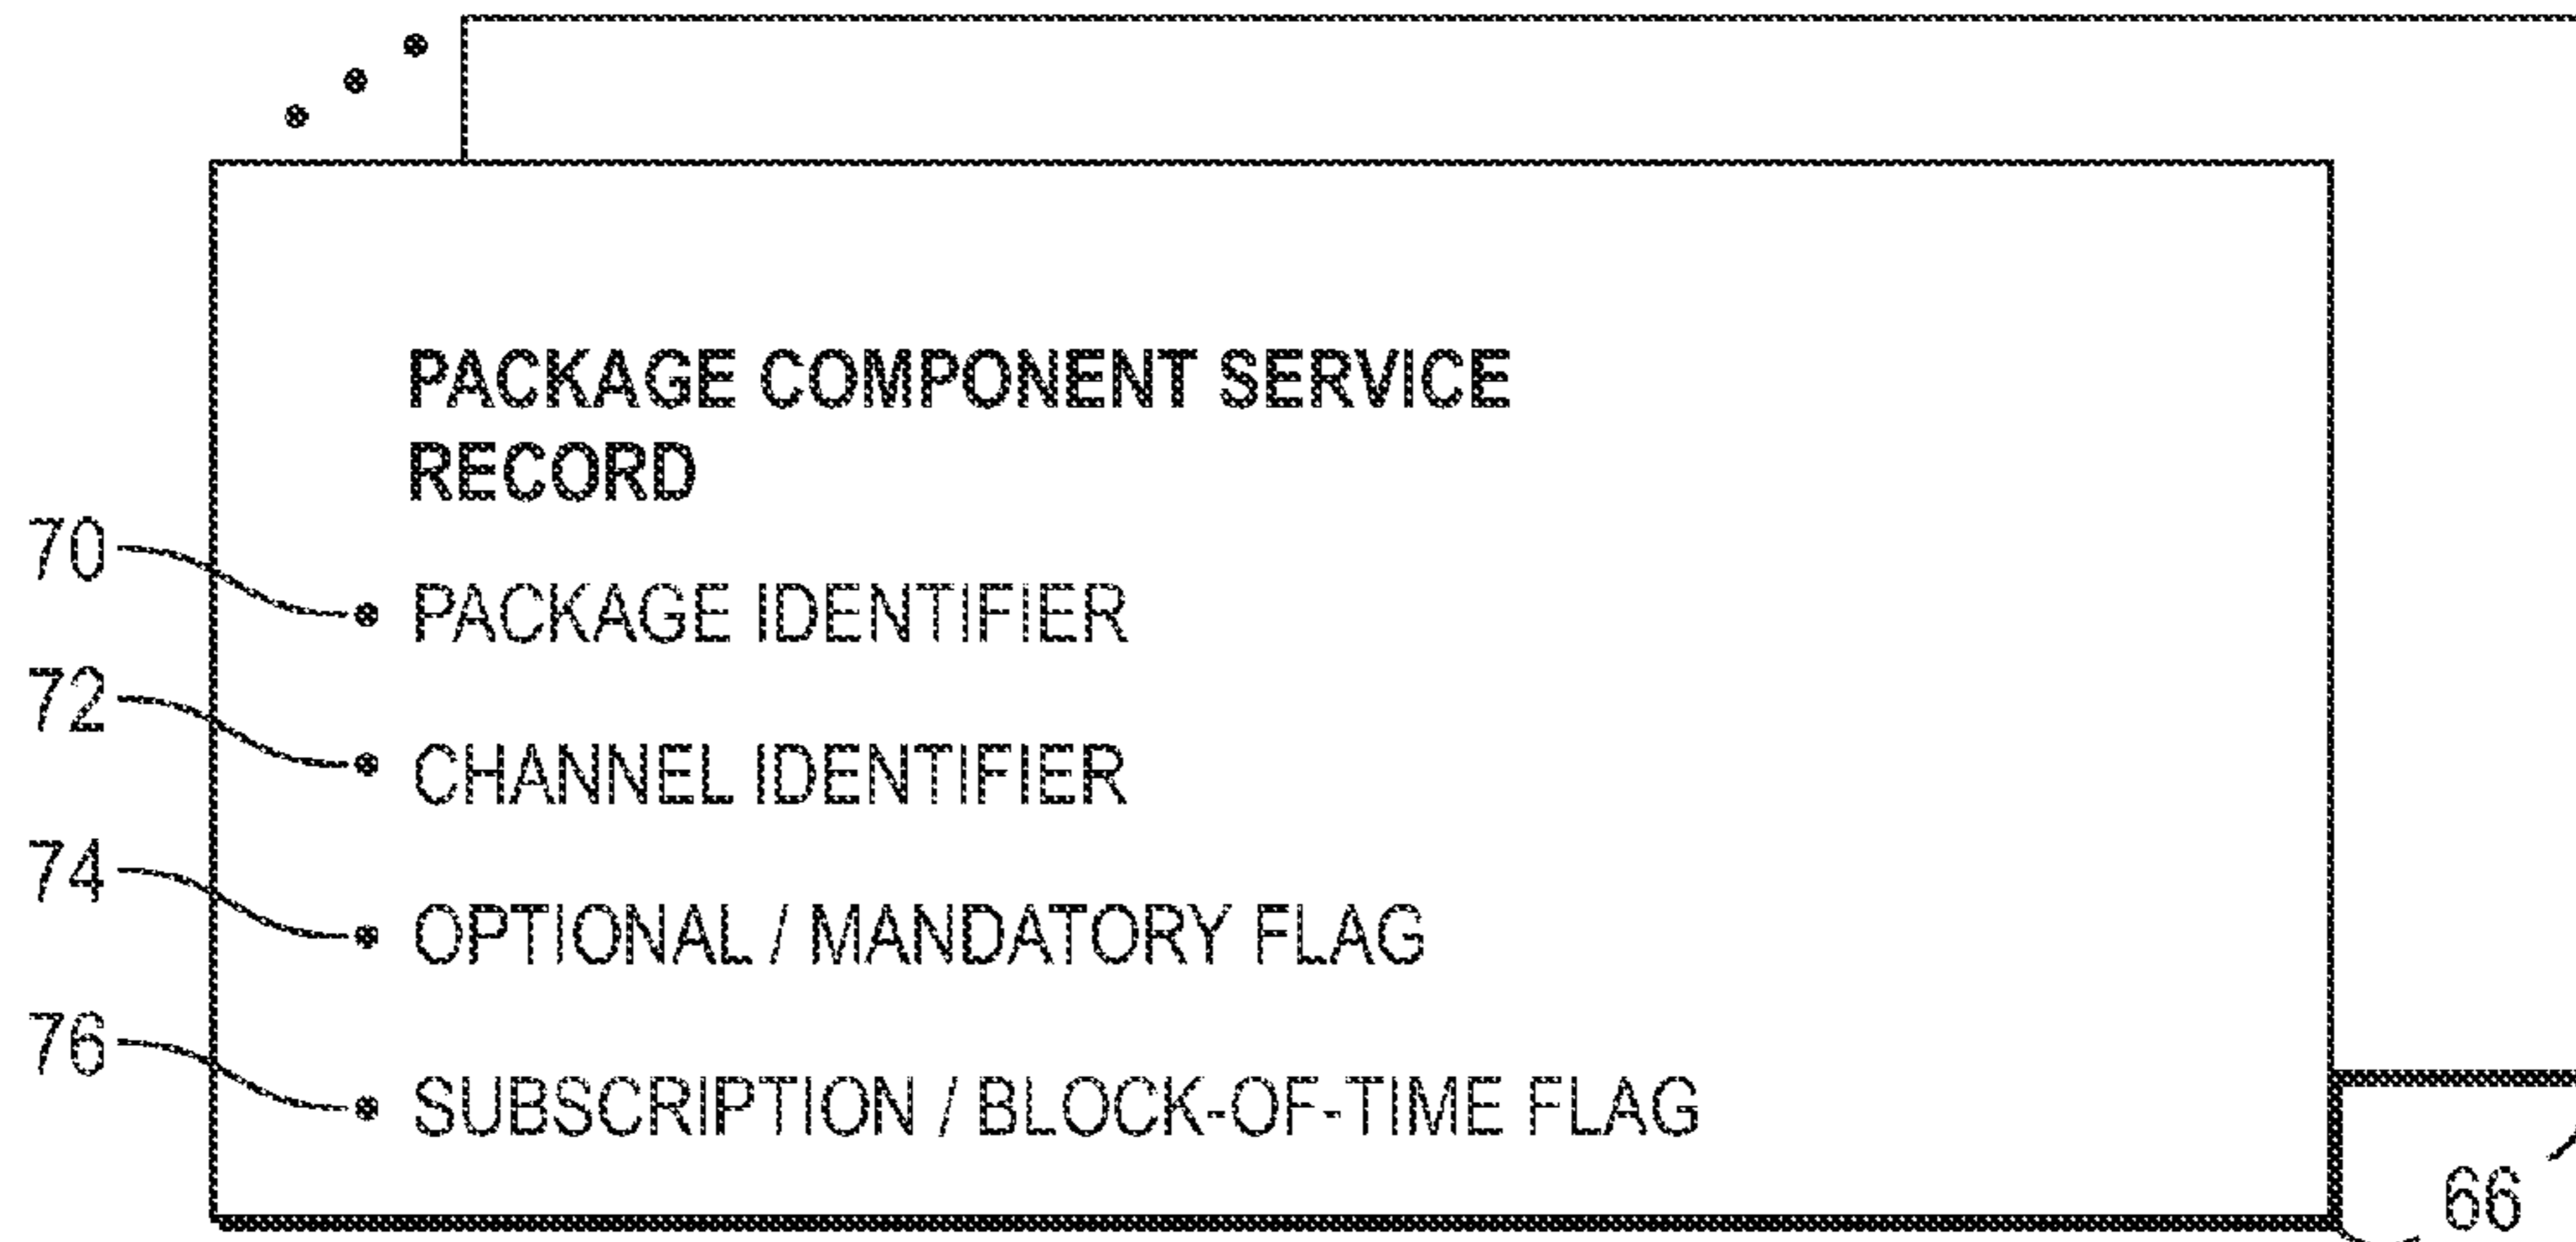 PACKAGE COMPONENT SERVICE
RECORD
70 PACKAGE IDENTIFIER
72 CHANNEL IDENTIFIER
74 OPTIONAL / MANDATORY FLAG
76 SUBSCRIPTION / BLOCK-OF-TIME FLAG
66